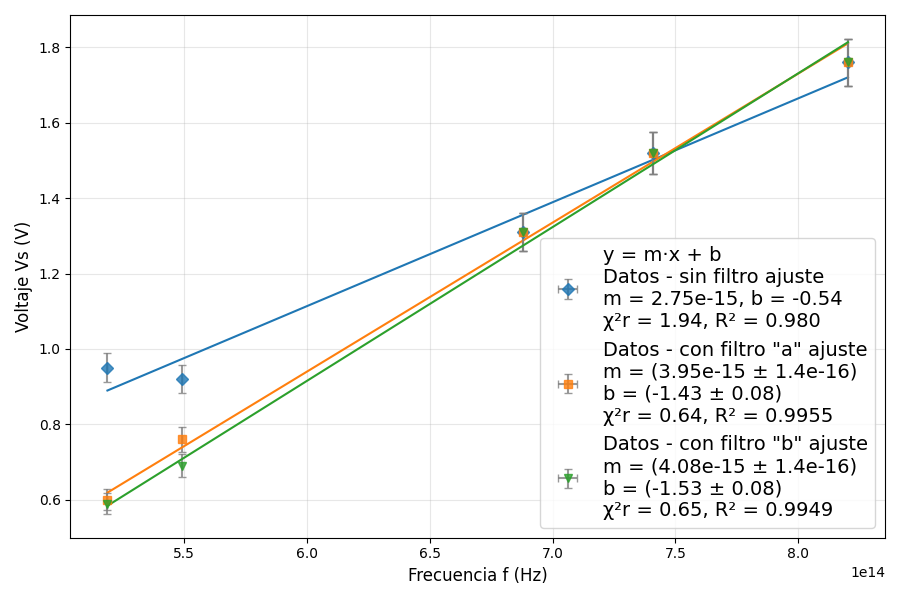 1.8
1.6
1.4
1.2
1.0
0.8
0.6
Voltaje Vs (V)
y = m·x + b
Datos - sin filtro ajuste
m = 2.75e-15, b = -0.54
χ²r = 1.94, R² = 0.980
Datos - con filtro "a" ajuste
m = (3.95e-15 ± 1.4e-16)
b = (-1.43 ± 0.08)
χ²r = 0.64, R² = 0.9955
Datos - con filtro "b" ajuste
m = (4.08e-15 ± 1.4e-16)
b = (-1.53 ± 0.08)
χ²r = 0.65, R² = 0.9949
5.5 6.0 6.5 7.0 7.5 8.0
1e14
Frecuencia f (Hz)